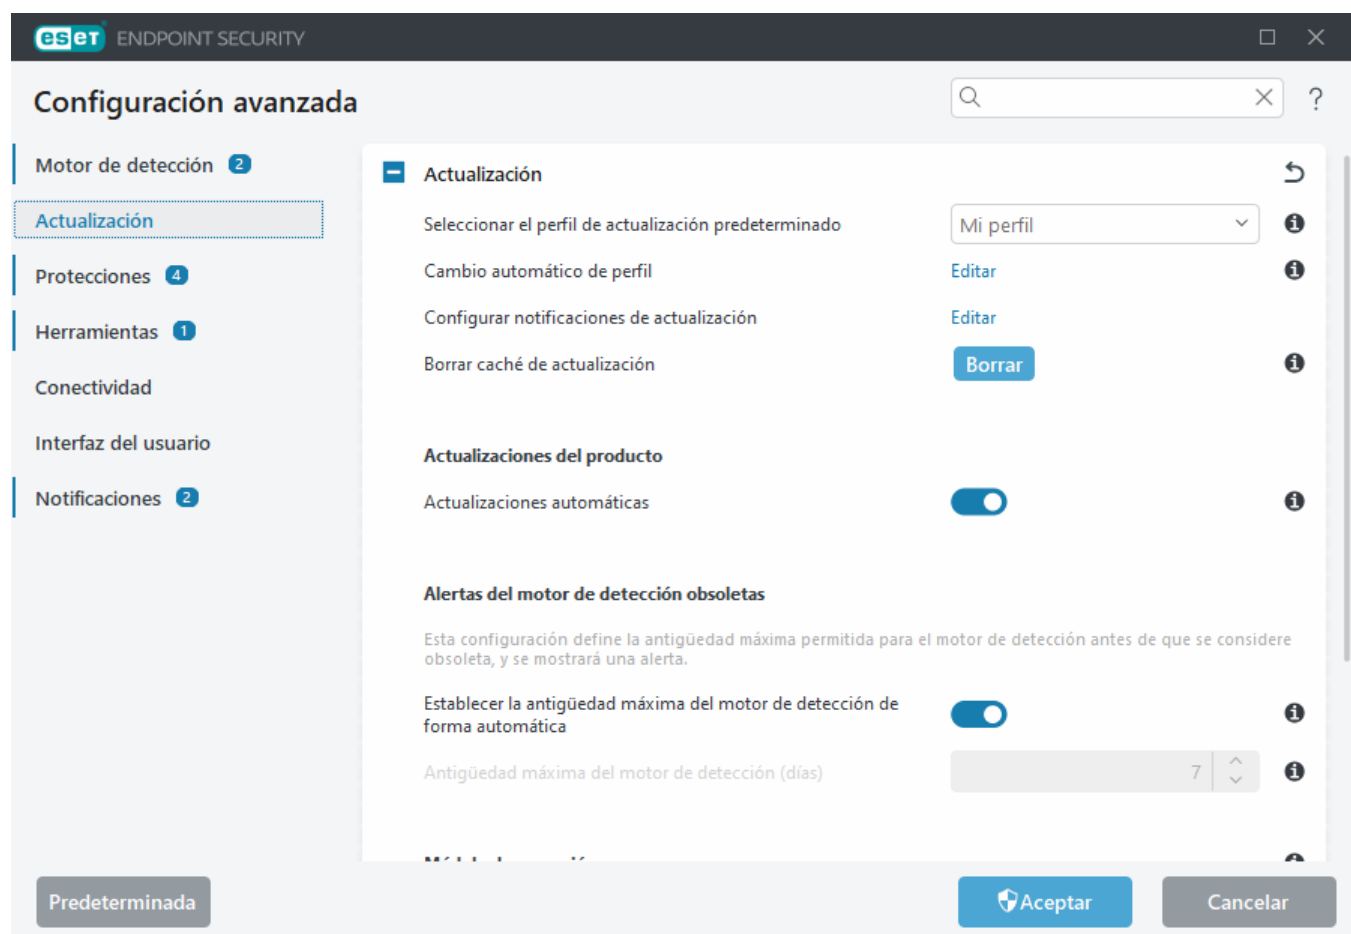 eset ENDPOINT SECURITY
Configuración avanzada
?
Motor de detección 2
Actualización
Protecciones 4
Herramientas 1
Conectividad
Interfaz del usuario
Notificaciones 2
Actualización
Seleccionar el perfil de actualización predeterminado
Mi perfil
Cambio automático de perfil
Editar
Configurar notificaciones de actualización
Editar
Borrar caché de actualización
Borrar
Actualizaciones del producto
Actualizaciones automáticas
Alertas del motor de detección obsoletas
Esta configuración define la antigüedad máxima permitida para el motor de detección antes de que se considere
obsoleta, y se mostrará una alerta.
Establecer la antigüedad máxima del motor de detección de
forma automática
Antigüedad máxima del motor de detección (días)
7
Predeterminada
Aceptar
Cancelar